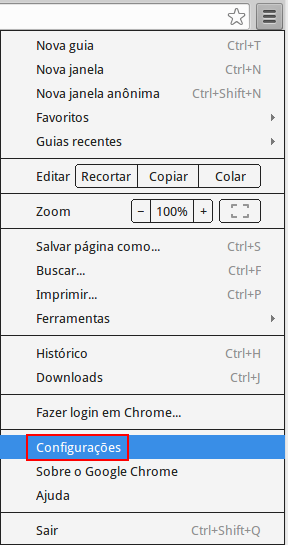 Nova guia Ctrl+T
Nova janela Ctrl+N
Nova janela anônima Ctrl+Shift+N
Favoritos
Guias recentes
Editar Recortar Copiar Colar
Zoom − 100% +
Salvar página como... Ctrl+S
Buscar... Ctrl+F
Imprimir... Ctrl+P
Ferramentas
Histórico Ctrl+H
Downloads Ctrl+J
Fazer login em Chrome...
Configurações
Sobre o Google Chrome
Ajuda
Sair Ctrl+Shift+Q